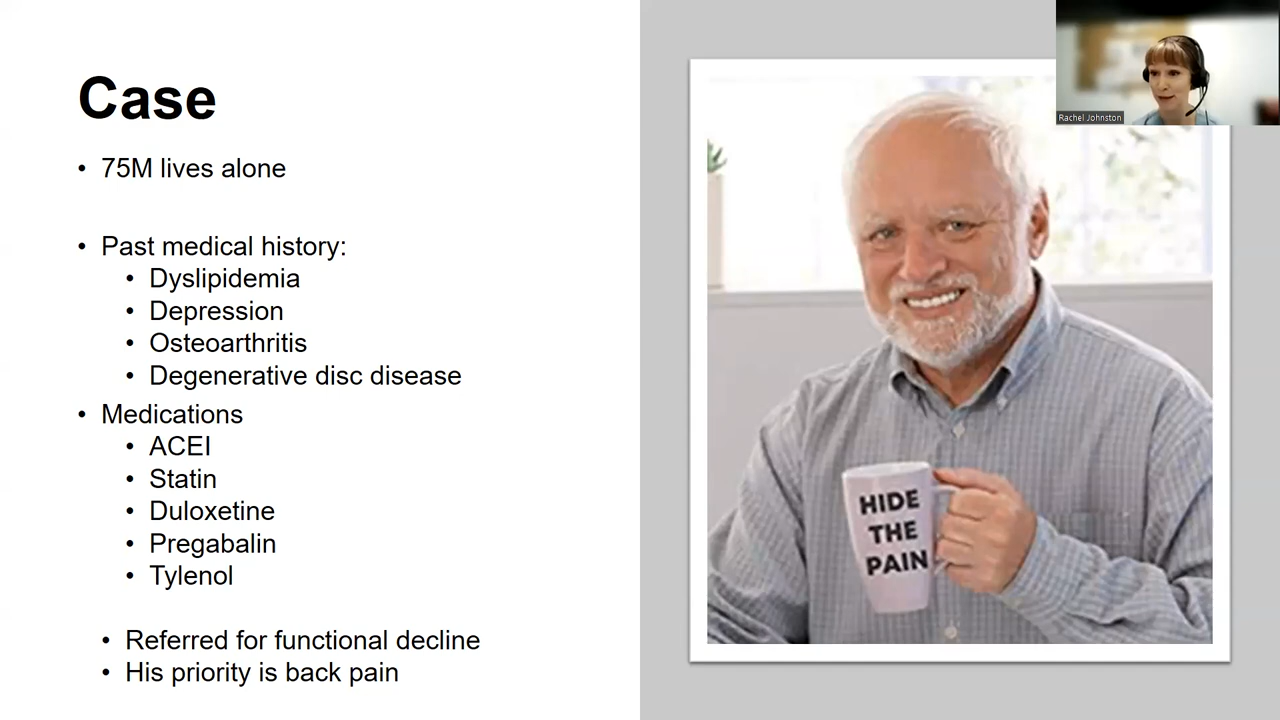 Case
• 75M lives alone
• Past medical history:
• Dyslipidemia
• Depression
• Osteoarthritis
• Degenerative disc disease
• Medications
• ACEI
• Statin
• Duloxetine
• Pregabalin
• Tylenol
• Referred for functional decline
• His priority is back pain
HIDE
THE
PAIN
Rachel Johnston